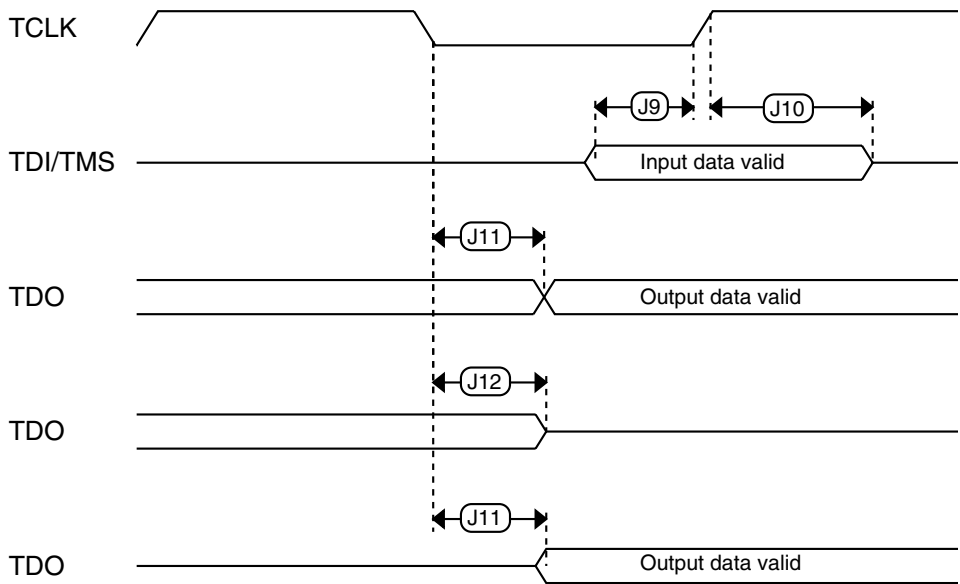 TCLK
J9
J10
TDI/TMS
Input data valid
J11
TDO
Output data valid
J12
TDO
J11
TDO
Output data valid